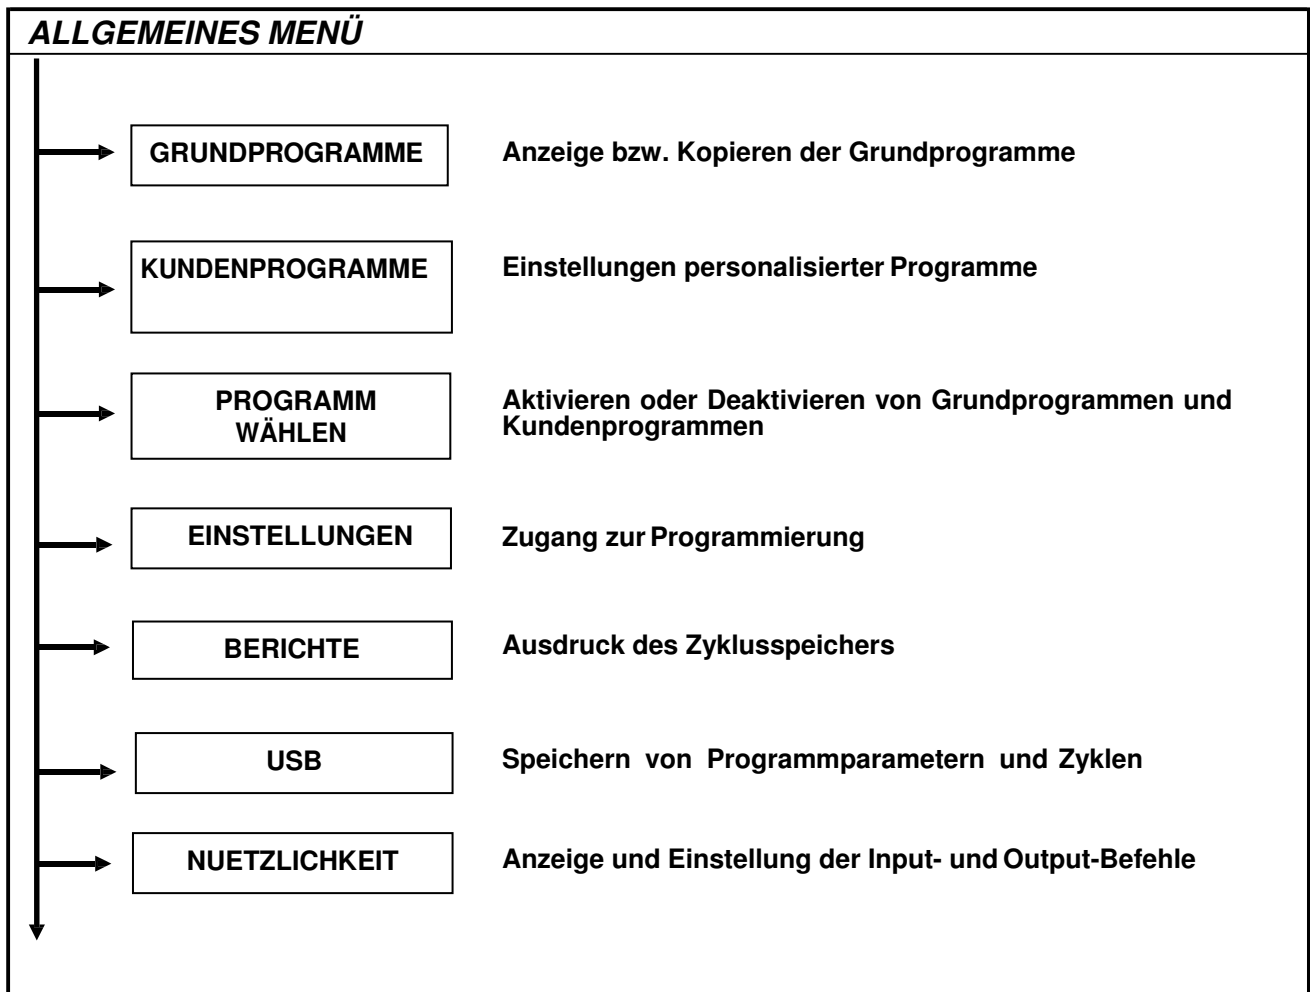 ALLGEMEINES MENÜ
GRUNDPROGRAMME
Anzeige bzw. Kopieren der Grundprogramme
KUNDENPROGRAMME
Einstellungen personalisierter Programme
PROGRAMM
WÄHLEN
Aktivieren oder Deaktivieren von Grundprogrammen und
Kundenprogrammen
EINSTELLUNGEN
Zugang zur Programmierung
BERICHTE
Ausdruck des Zyklusspeichers
USB
Speichern von Programmparametern und Zyklen
NUETZLICHKEIT
Anzeige und Einstellung der Input- und Output-Befehle